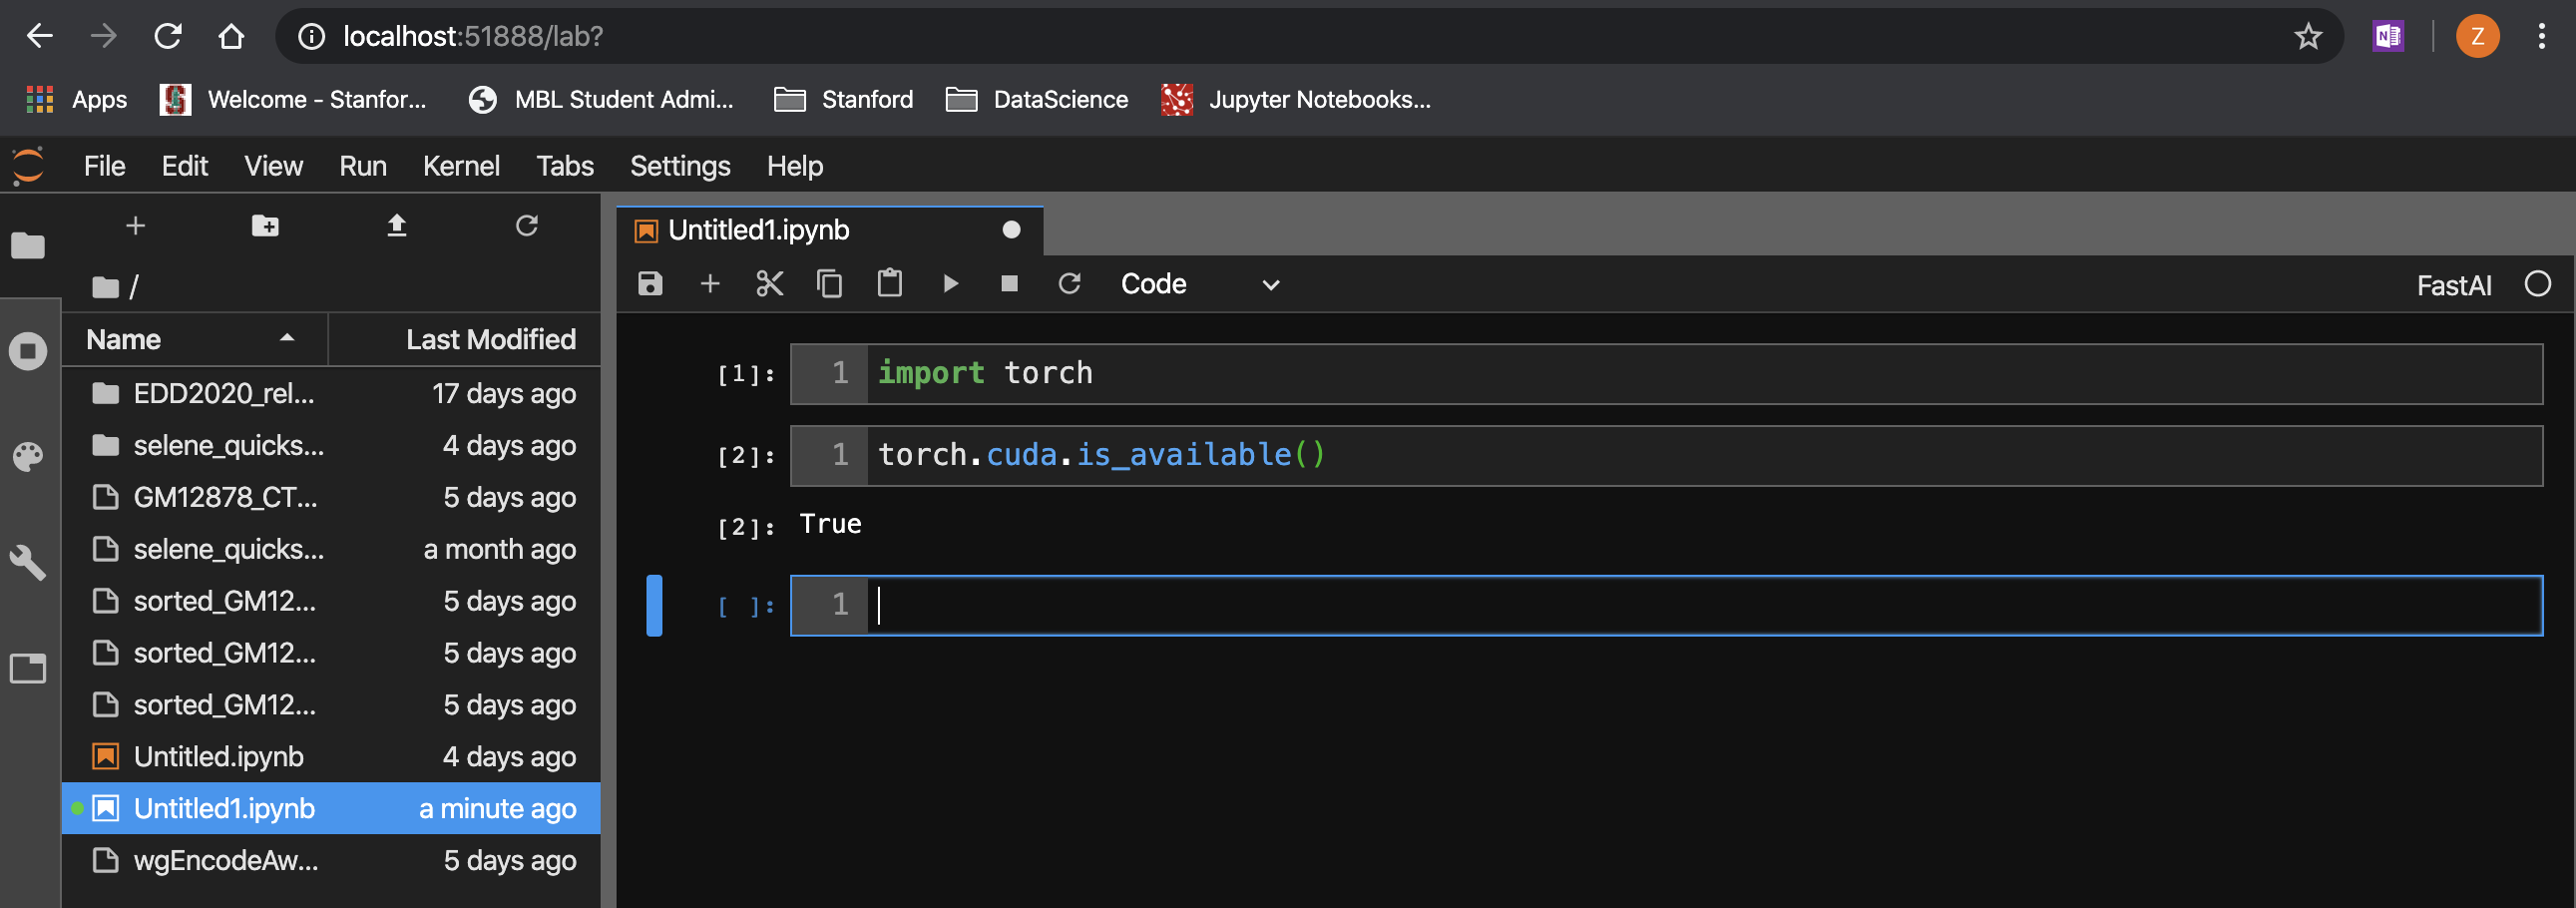 localhost:51888/lab?
Z
Apps Welcome - Stanfor... MBL Student Admi... Stanford DataScience Jupyter Notebooks...
File Edit View Run Kernel Tabs Settings Help
/
Name Last Modified
EDD2020_rel... 17 days ago
selene_quicks... 4 days ago
GM12878_CT... 5 days ago
selene_quicks... a month ago
sorted_GM12... 5 days ago
sorted_GM12... 5 days ago
sorted_GM12... 5 days ago
Untitled.ipynb 4 days ago
Untitled1.ipynb a minute ago
wgEncodeAw... 5 days ago
Untitled1.ipynb
Code FastAI
[1]: 1 import torch
[2]: 1 torch.cuda.is_available()
[2]: True
[ ]: 1